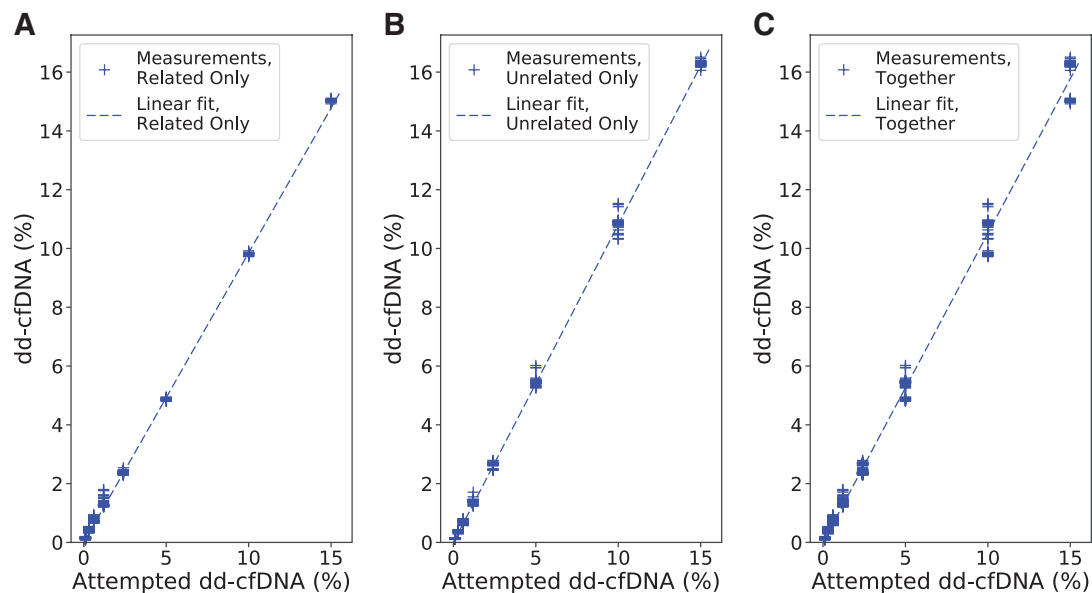 A
Measurements,
Related Only
Linear fit,
Related Only
dd-cfDNA (%)
16
14
12
10
8
6
4
2
0
0 5 10 15
Attempted dd-cfDNA (%)
B
Measurements,
Unrelated Only
Linear fit,
Unrelated Only
dd-cfDNA (%)
16
14
12
10
8
6
4
2
0
0 5 10 15
Attempted dd-cfDNA (%)
C
Measurements,
Together
Linear fit,
Together
dd-cfDNA (%)
16
14
12
10
8
6
4
2
0
0 5 10 15
Attempted dd-cfDNA (%)